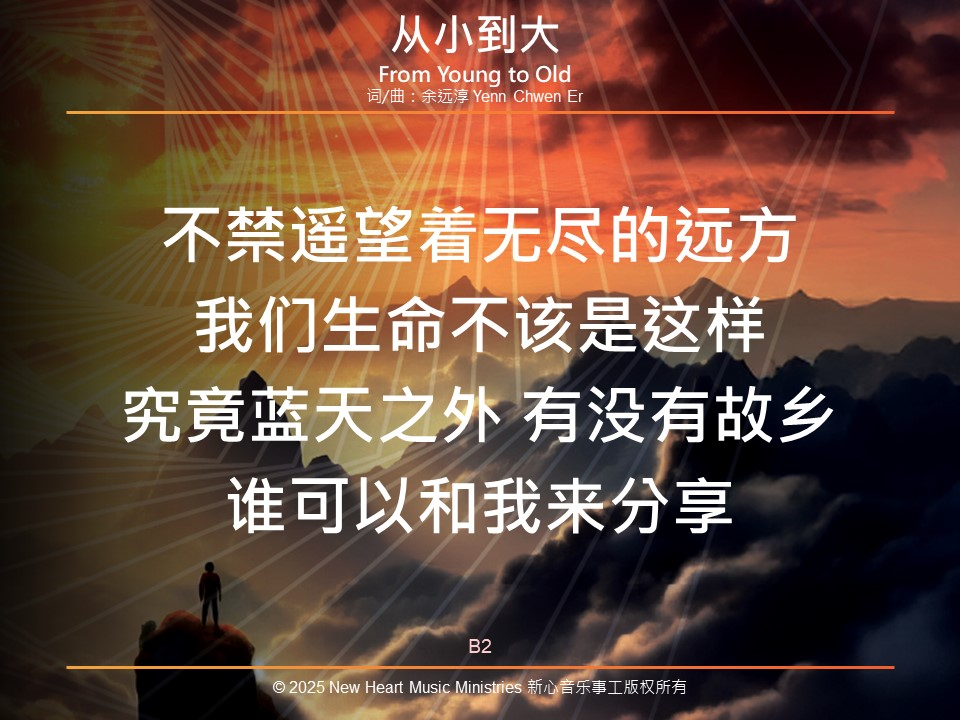 从小到大
From Young to Old
词/曲：余远淳 Yenn Chwen Er
不禁遥望着无尽的远方
我们生命不该是这样
究竟蓝天之外 有没有故乡
谁可以和我来分享
B2
© 2025 New Heart Music Ministries 新心音乐事工版权所有